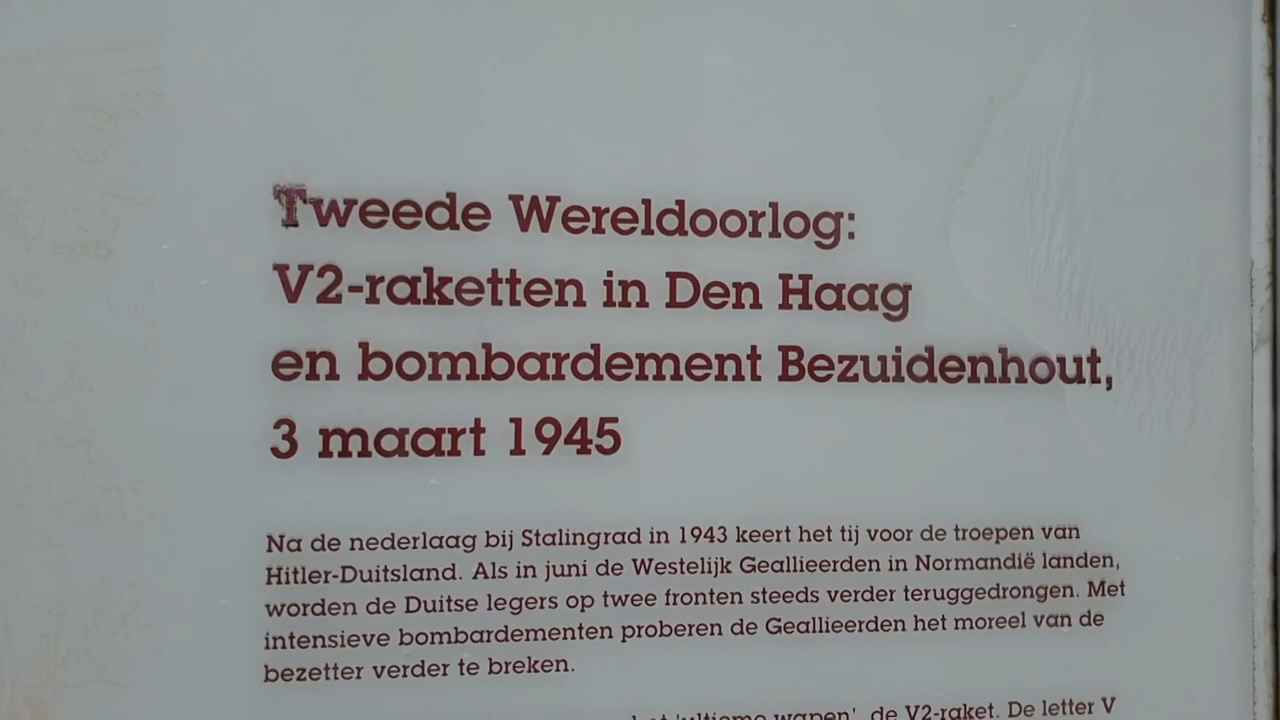 Tweede Wereldoorlog:
V2-raketten in Den Haag
en bombardement Bezuidenhout,
3 maart 1945
Na de nederlaag bij Stalingrad in 1943 keert het tij voor de troepen van
Hitler-Duitsland. Als in juni de Westelijk Geallieerden in Normandië landen,
worden de Duitse legers op twee fronten steeds verder teruggedrongen. Met
intensieve bombardementen proberen de Geallieerden het moreel van de
bezetter verder te breken.
het 'ultieme wapen', de V2-raket. De letter V